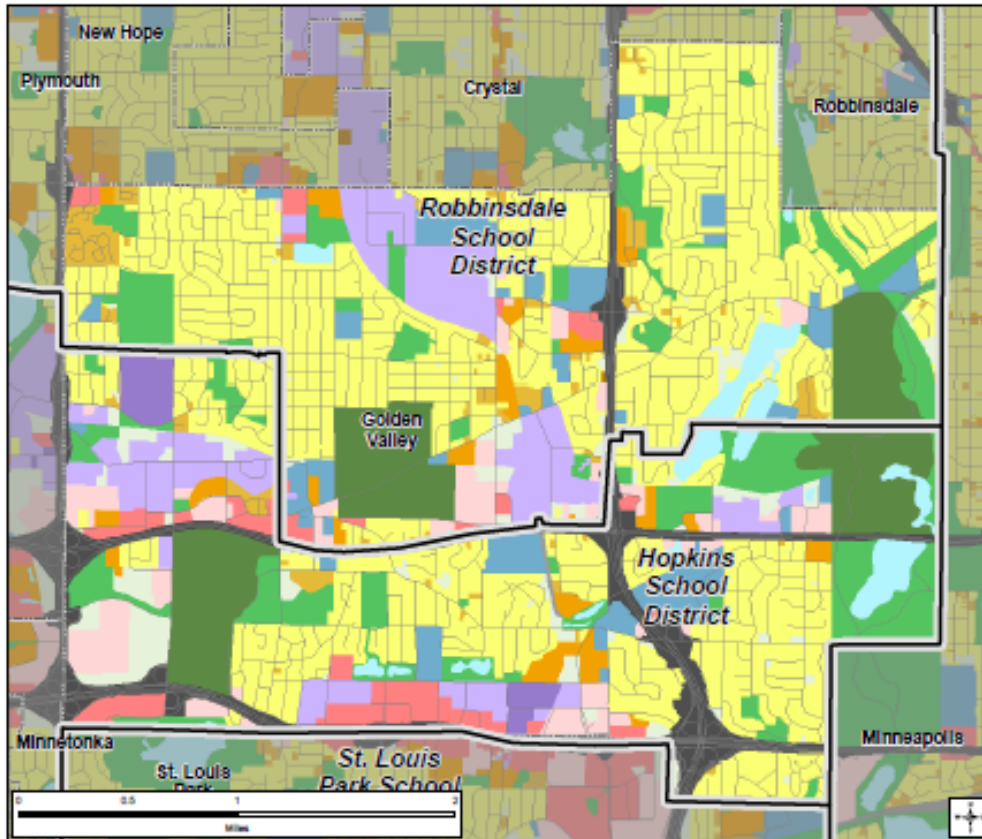 New Hope
Plymouth
Crystal
Robbinsdale
Robbinsdale
School
District
Golden
Valley
Hopkins
School
District
Minnetonka
Minneapolis
St. Louis
Park
St. Louis
Park School
0 0.5 1 2
Miles